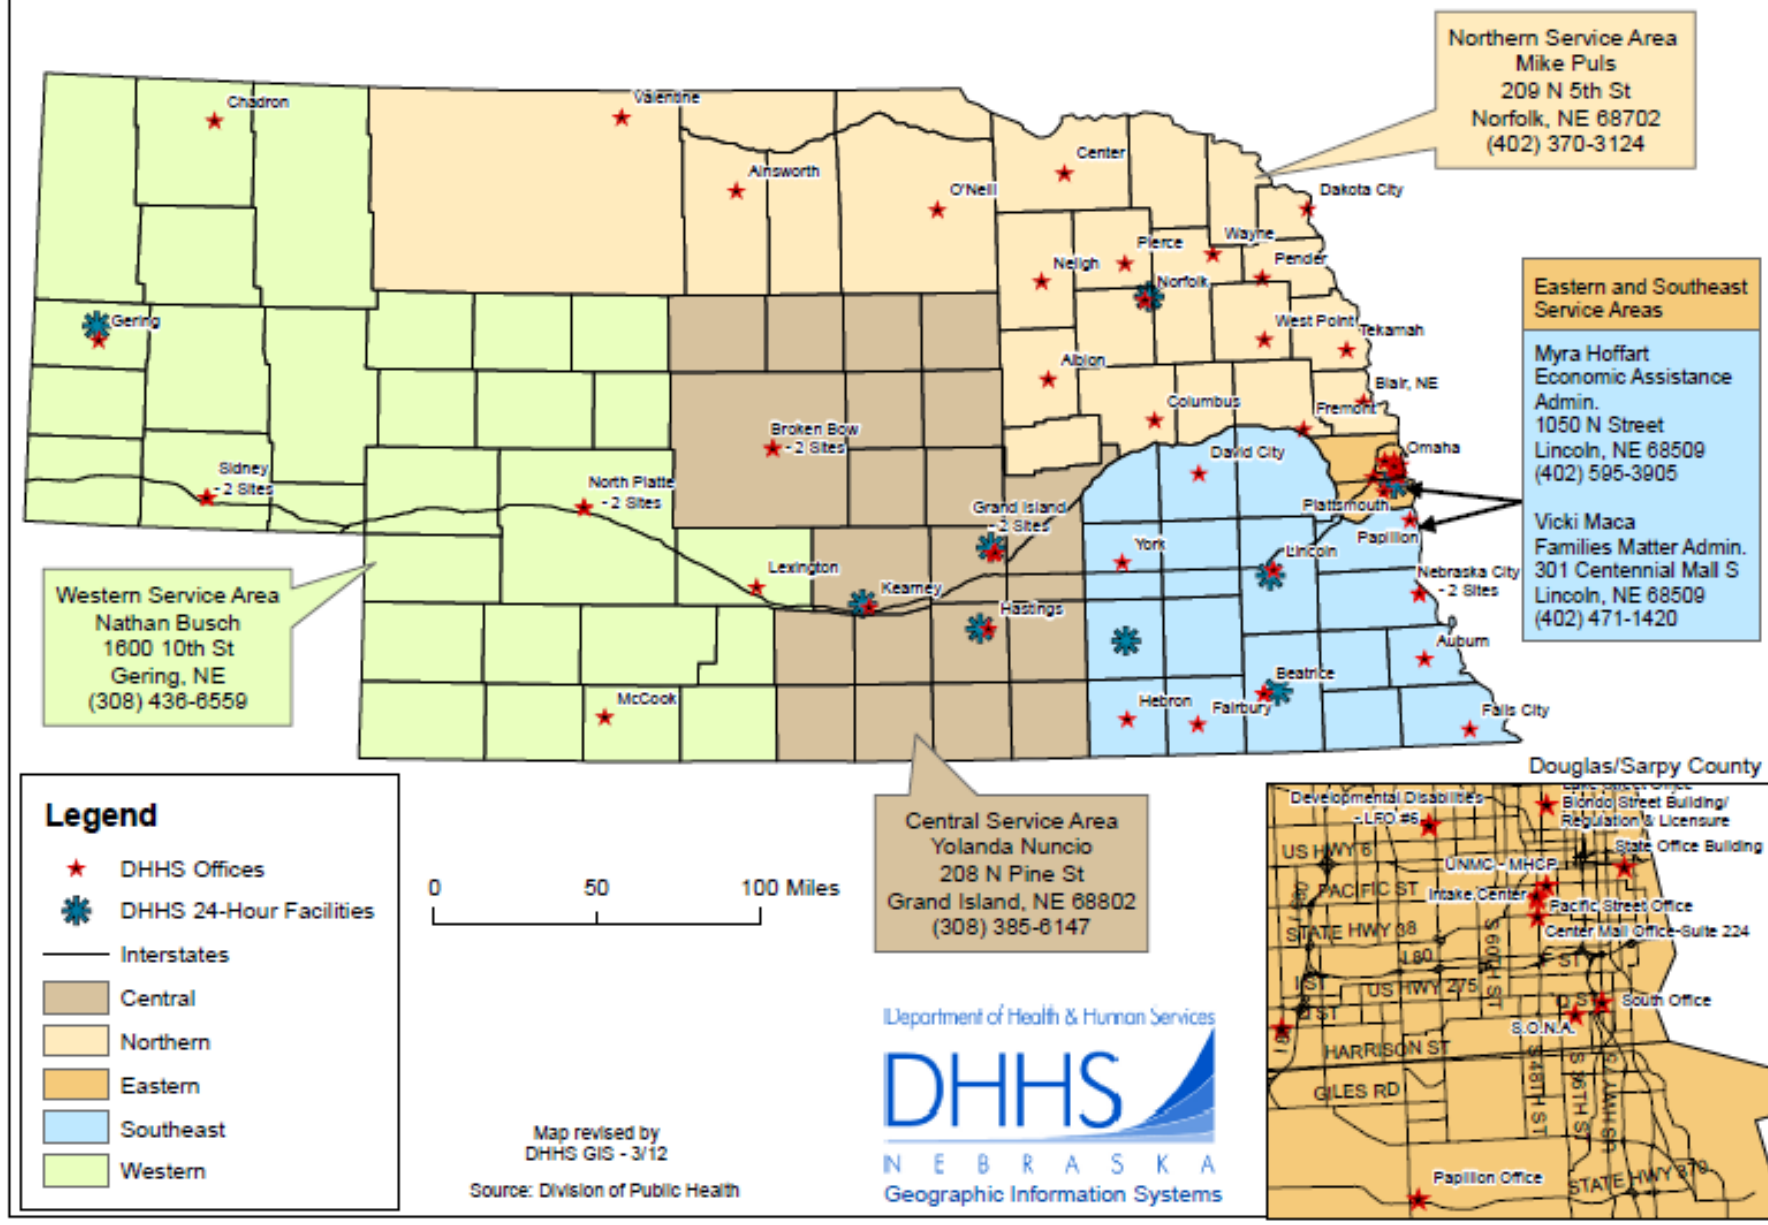 Northern Service Area
Mike Puls
209 N 5th St
Norfolk, NE 68702
(402) 370-3124
Chadron
Valentine
Ainsworth
O'Neill
Center
Dakota City
Pierce
Wayne
Neligh
Pender
Norfolk
Gering
West Point
Tekamah
Albion
Blair, NE
Columbus
Fremont
Broken Bow
- 2 Sites
Omaha
David City
Sidney
- 2 Sites
North Platte
- 2 Sites
Grand Island
- 2 Sites
Plattsmouth
Papillion
York
Lincoln
Lexington
Kearney
Nebraska City
- 2 Sites
Hastings
Auburn
McCook
Hebron
Fairbury
Beatrice
Falls City
Eastern and Southeast
Service Areas
Myra Hoffart
Economic Assistance
Admin.
1050 N Street
Lincoln, NE 68509
(402) 595-3905
Vicki Maca
Families Matter Admin.
301 Centennial Mall S
Lincoln, NE 68509
(402) 471-1420
Western Service Area
Nathan Busch
1600 10th St
Gering, NE
(308) 436-6559
Central Service Area
Yolanda Nuncio
208 N Pine St
Grand Island, NE 68802
(308) 385-6147
Legend
DHHS Offices
DHHS 24-Hour Facilities
Interstates
Central
Northern
Eastern
Southeast
Western
0 50 100 Miles
Map revised by
DHHS GIS - 3/12
Source: Division of Public Health
Department of Health & Human Services
DHHS
N E B R A S K A
Geographic Information Systems
Douglas/Sarpy County
Developmental Disabilities
- LFO #6
Blondo Street Building/
Regulation & Licensure
State Office Building
US HWY 6
UNMC - MHCP
PACIFIC ST
Intake Center
Pacific Street Office
STATE HWY 38
Center Mall Office-Suite 224
S 60TH ST
I 80
F ST
I ST
US HWY 275
Q ST
South Office
S.O.N.A.
HARRISON ST
S 48TH ST
S 36TH ST
GILES RD
Papillion Office
STATE HWY 370